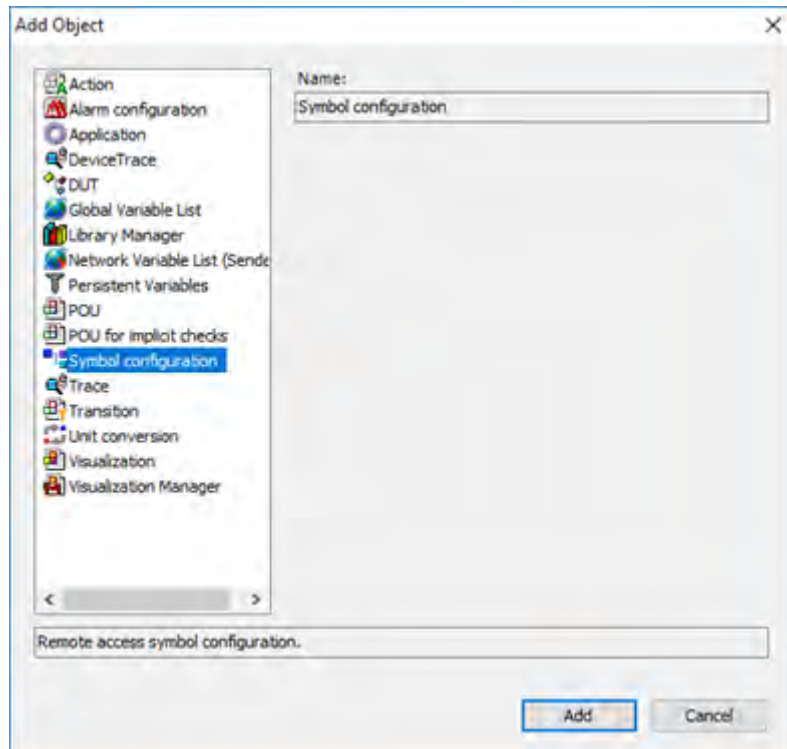 Add Object
Action
Alarm configuration
Application
DeviceTrace
DUT
Global Variable List
Library Manager
Network Variable List (Sende
Persistent Variables
POU
POU for implicit checks
Symbol configuration
Trace
Transition
Unit conversion
Visualization
Visualization Manager
Name:
Symbol configuration
Remote access symbol configuration.
Add
Cancel